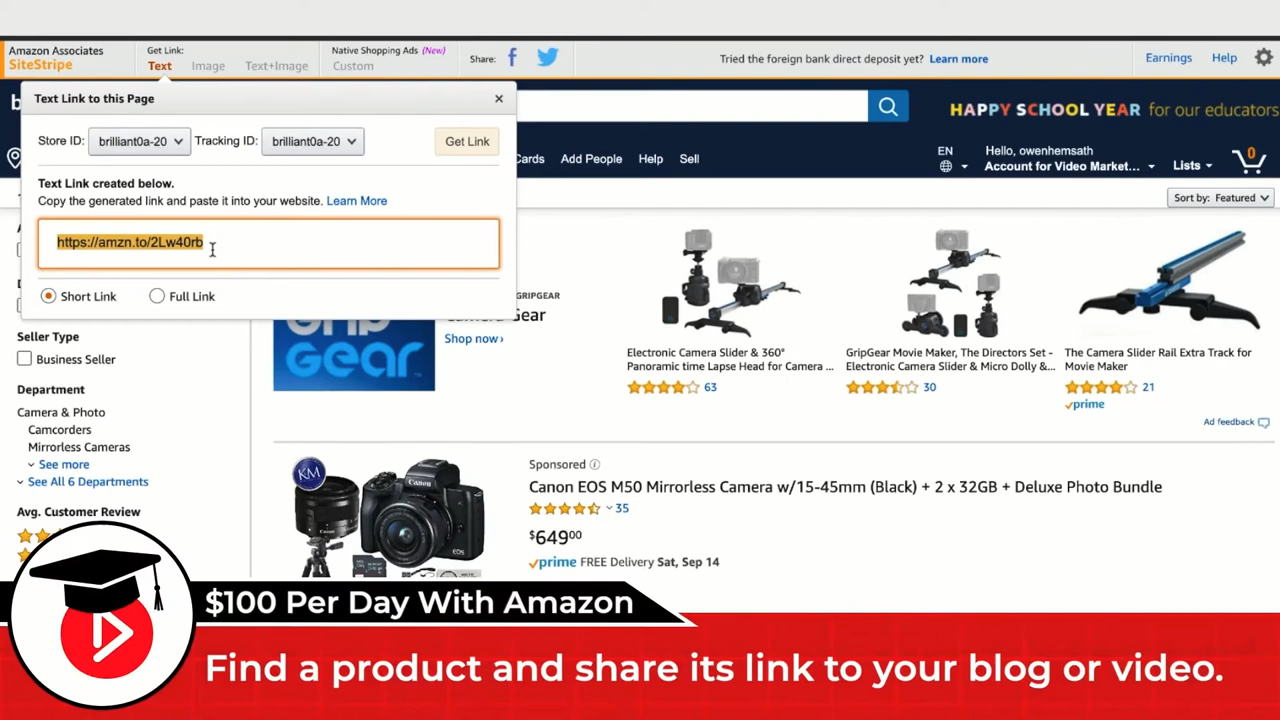 Amazon Associates
SiteStripe
Get Link:
Text
Image
Text+Image
Native Shopping Ads (New)
Custom
Share:
Tried the foreign bank direct deposit yet? Learn more
Earnings
Help
Text Link to this Page
Store ID: brilliant0a-20 Tracking ID: brilliant0a-20 Get Link
Text Link created below.
Copy the generated link and paste it into your website. Learn More
https://amzn.to/2Lw40rb
Short Link Full Link
HAPPY SCHOOL YEAR for our educators
Cards Add People Help Sell
EN
Hello, owenhemsath
Account for Video Market...
Lists
0
Sort by: Featured
Seller Type
Business Seller
Department
Camera & Photo
Camcorders
Mirrorless Cameras
See more
See All 6 Departments
Avg. Customer Review
GRIPGEAR
Camera Gear
Shop now ›
Grip
Gear
Electronic Camera Slider & 360°
Panoramic time Lapse Head for Camera ...
63
GripGear Movie Maker, The Directors Set -
Electronic Camera Slider & Micro Dolly &...
30
The Camera Slider Rail Extra Track for
Movie Maker
21
prime
Ad feedback
KM
Canon
EOS
Sponsored
Canon EOS M50 Mirrorless Camera w/15-45mm (Black) + 2 x 32GB + Deluxe Photo Bundle
35
$64900
prime FREE Delivery Sat, Sep 14
$100 Per Day With Amazon
Find a product and share its link to your blog or video.